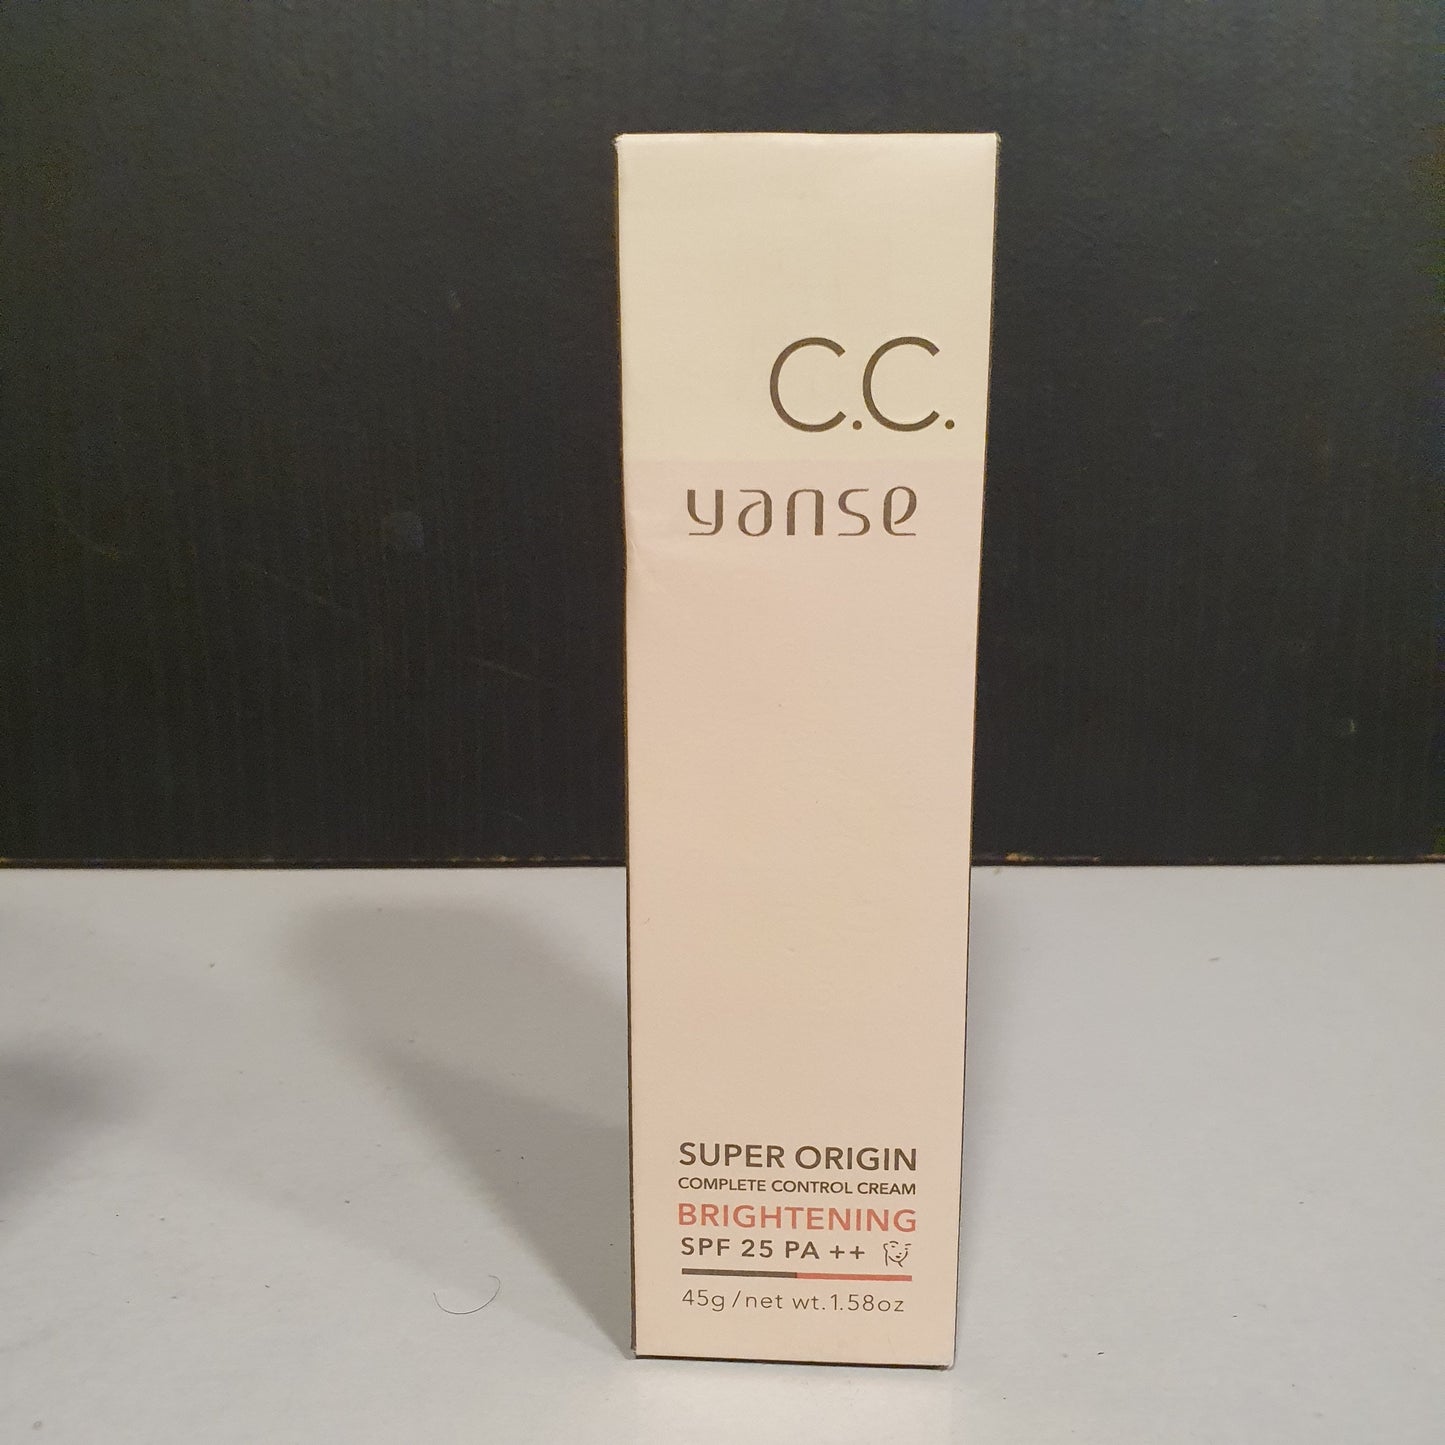 C.C.
yanse
SUPER ORIGIN
COMPLETE CONTROL CREAM
BRIGHTENING
SPF 25 PA ++
45g/net wt.1.58oz